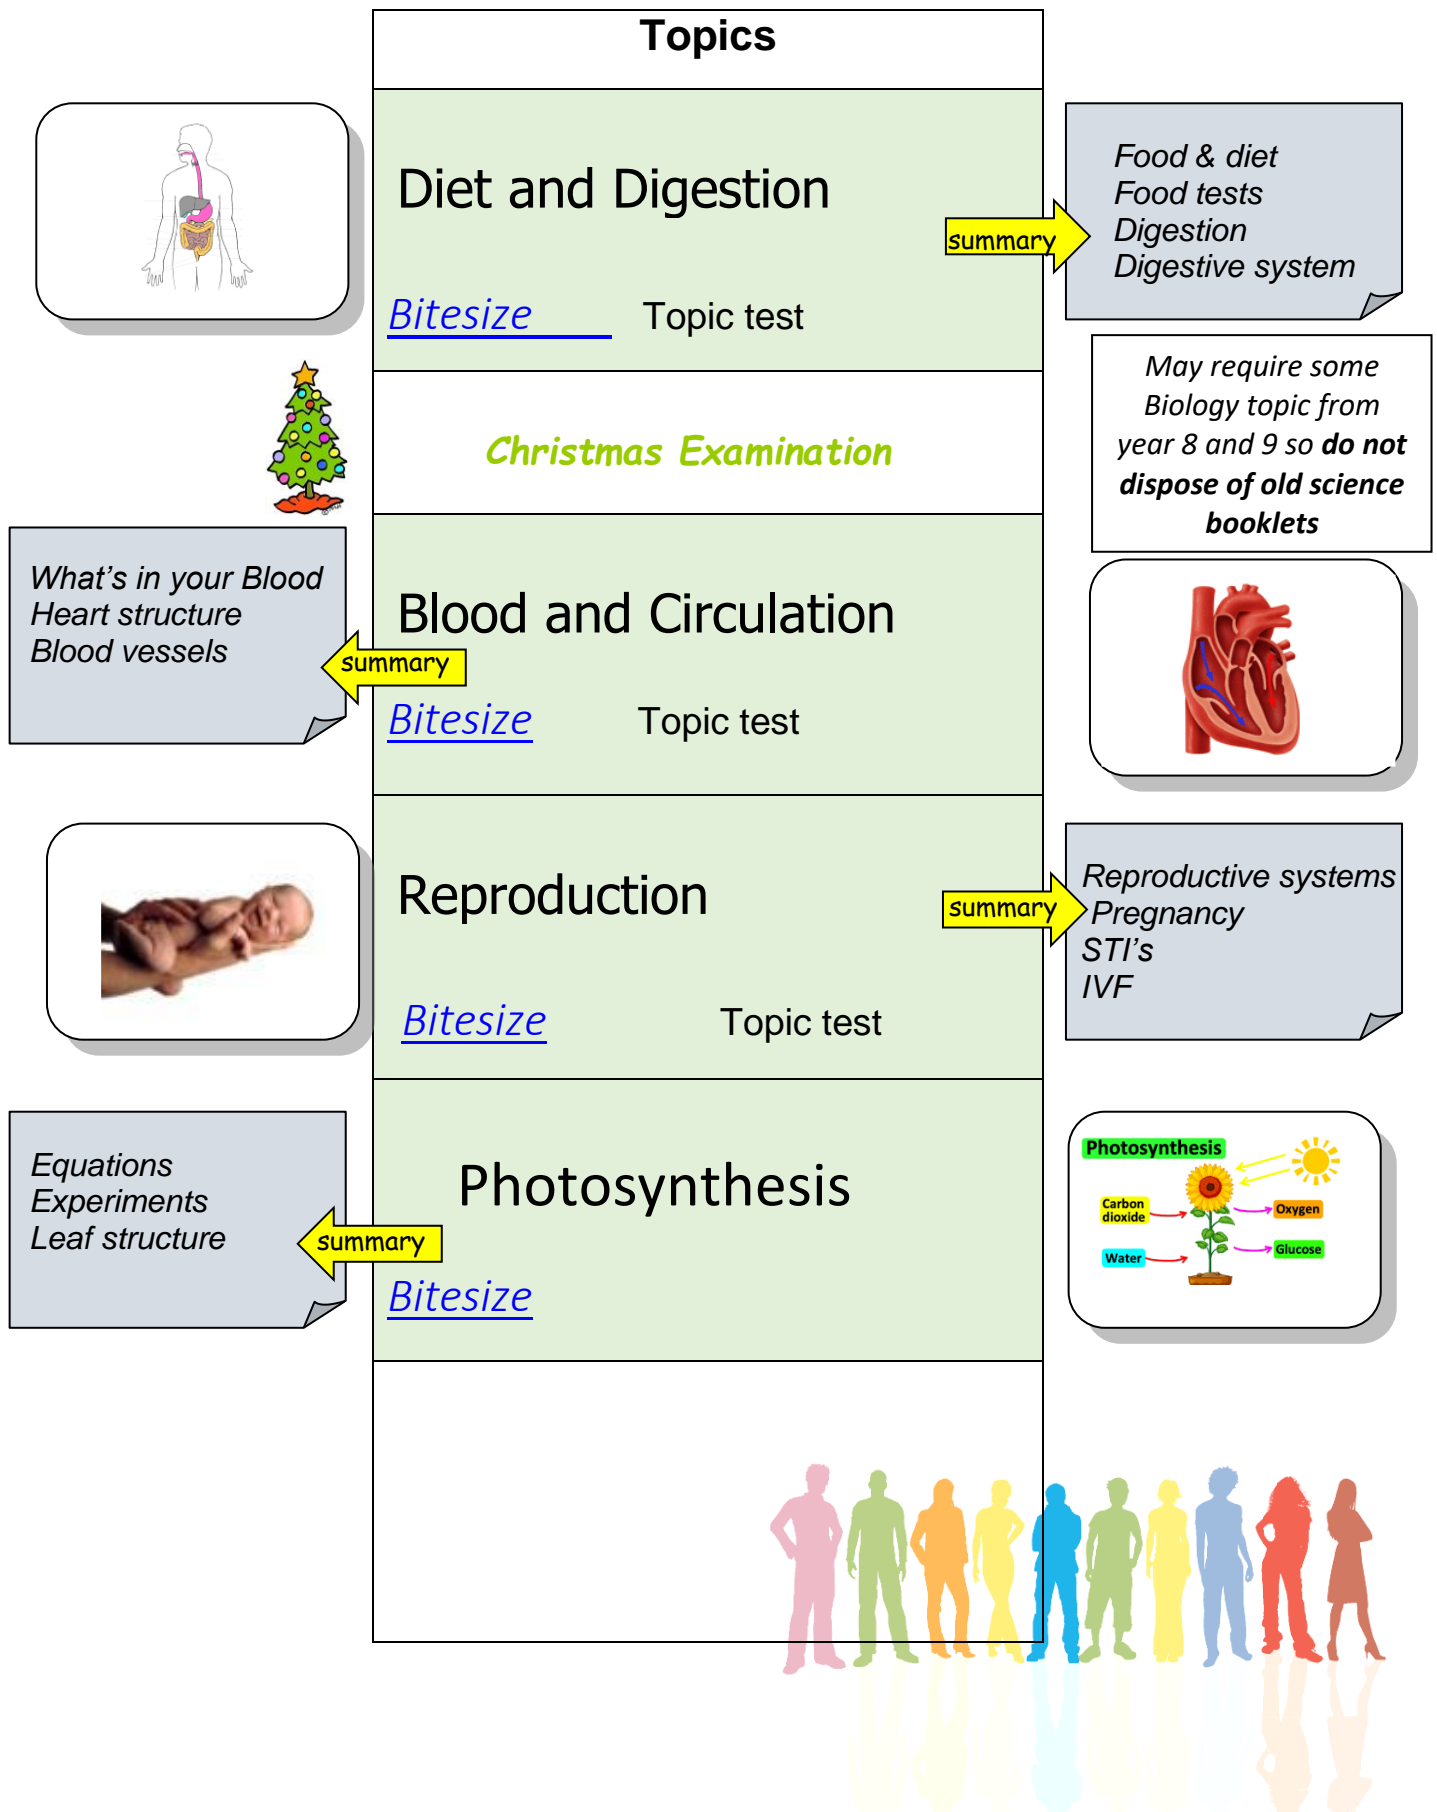 Topics
Diet and Digestion
summary
Food & diet
Food tests
Digestion
Digestive system
Bitesize Topic test
Christmas Examination
May require some
Biology topic from
year 8 and 9 so do not
dispose of old science
booklets
What's in your Blood
Heart structure
Blood vessels
summary
Blood and Circulation
Bitesize Topic test
Reproduction
summary
Reproductive systems
Pregnancy
STI's
IVF
Bitesize Topic test
Equations
Experiments
Leaf structure
summary
Photosynthesis
Bitesize
Photosynthesis
Carbon
dioxide
Oxygen
Water
Glucose